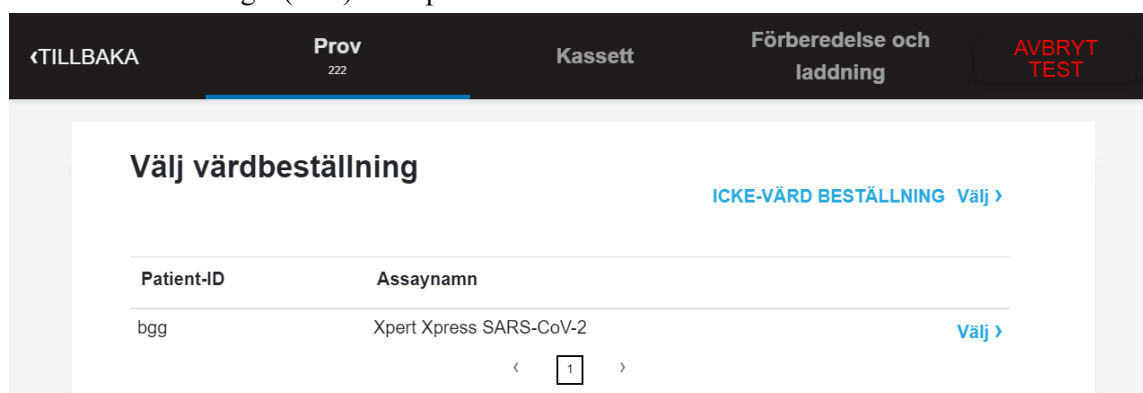 ‹TILLBAKA
Prov
222
Kassett
Förberedelse och
laddning
AVBRYT
TEST
Välj värdbeställning
ICKE-VÄRD BESTÄLLNING Välj ›
Patient-ID Assaynamn
bgg Xpert Xpress SARS-CoV-2 Välj ›
‹ 1 ›